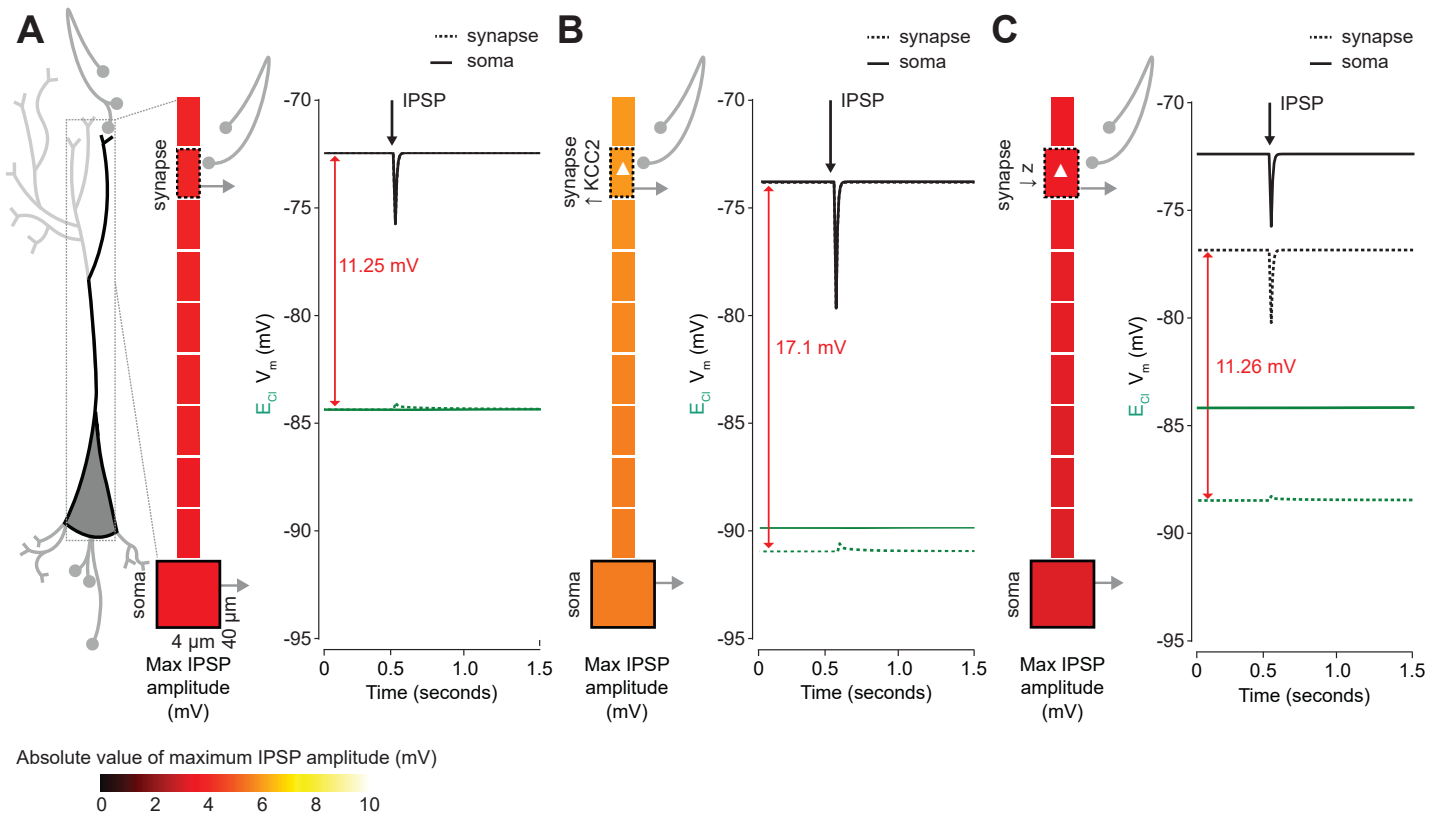 A
synapse
soma
synapse
soma
4 µm
40 µm
Max IPSP
amplitude
(mV)
-70
-75
-80
-85
-90
-95
IPSP
11.25 mV
ECl Vm (mV)
0
0.5
1.0
1.5
Time (seconds)
B
synapse
soma
synapse
↑ KCC2
soma
Max IPSP
amplitude
(mV)
-70
-75
-80
-85
-90
-95
IPSP
17.1 mV
ECl Vm (mV)
0
0.5
1.0
1.5
Time (seconds)
C
synapse
soma
synapse
↓ z
soma
Max IPSP
amplitude
(mV)
-70
-75
-80
-85
-90
-95
IPSP
11.26 mV
ECl Vm (mV)
0
0.5
1.0
1.5
Time (seconds)
Absolute value of maximum IPSP amplitude (mV)
0 2 4 6 8 10